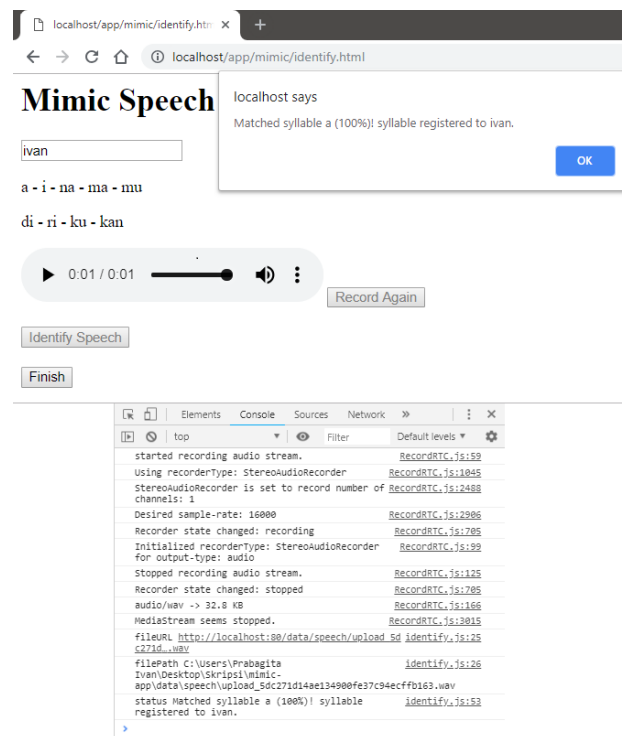 localhost/app/mimic/identify.htm
localhost/app/mimic/identify.html
Mimic Speech
localhost says
Matched syllable a (100%)! syllable registered to ivan.
OK
ivan
a - i - na - ma - mu
di - ri - ku - kan
0:01 / 0:01
Record Again
Identify Speech
Finish
Elements Console Sources Network »
top Filter Default levels ▼
started recording audio stream. RecordRTC.js:59
Using recorderType: StereoAudioRecorder RecordRTC.js:1045
StereoAudioRecorder is set to record number of RecordRTC.js:2488
channels: 1
Desired sample-rate: 16000 RecordRTC.js:2906
Recorder state changed: recording RecordRTC.js:705
Initialized recorderType: StereoAudioRecorder RecordRTC.js:99
for output-type: audio
Stopped recording audio stream. RecordRTC.js:125
Recorder state changed: stopped RecordRTC.js:705
audio/wav -> 32.8 KB RecordRTC.js:166
MediaStream seems stopped. RecordRTC.js:3015
fileURL http://localhost:80/data/speech/upload_5d identify.js:25
c271d….wav
filePath C:\Users\Prabagita identify.js:26
Ivan\Desktop\Skripsi\mimic-
app\data\speech\upload_5dc271d14ae134900fe37c94ecffb163.wav
status Matched syllable a (100%)! syllable identify.js:53
registered to ivan.